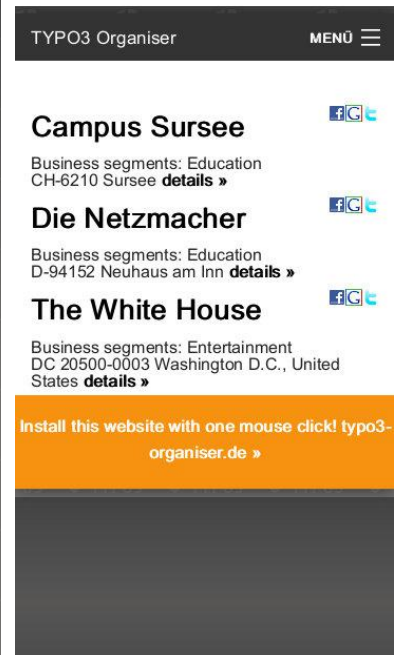 TYPO3 Organiser MENÜ
Campus Sursee
Business segments: Education
CH-6210 Sursee details »
Die Netzmacher
Business segments: Education
D-94152 Neuhaus am Inn details »
The White House
Business segments: Entertainment
DC 20500-0003 Washington D.C., United
States details »
Install this website with one mouse click! typo3-
organiser.de »